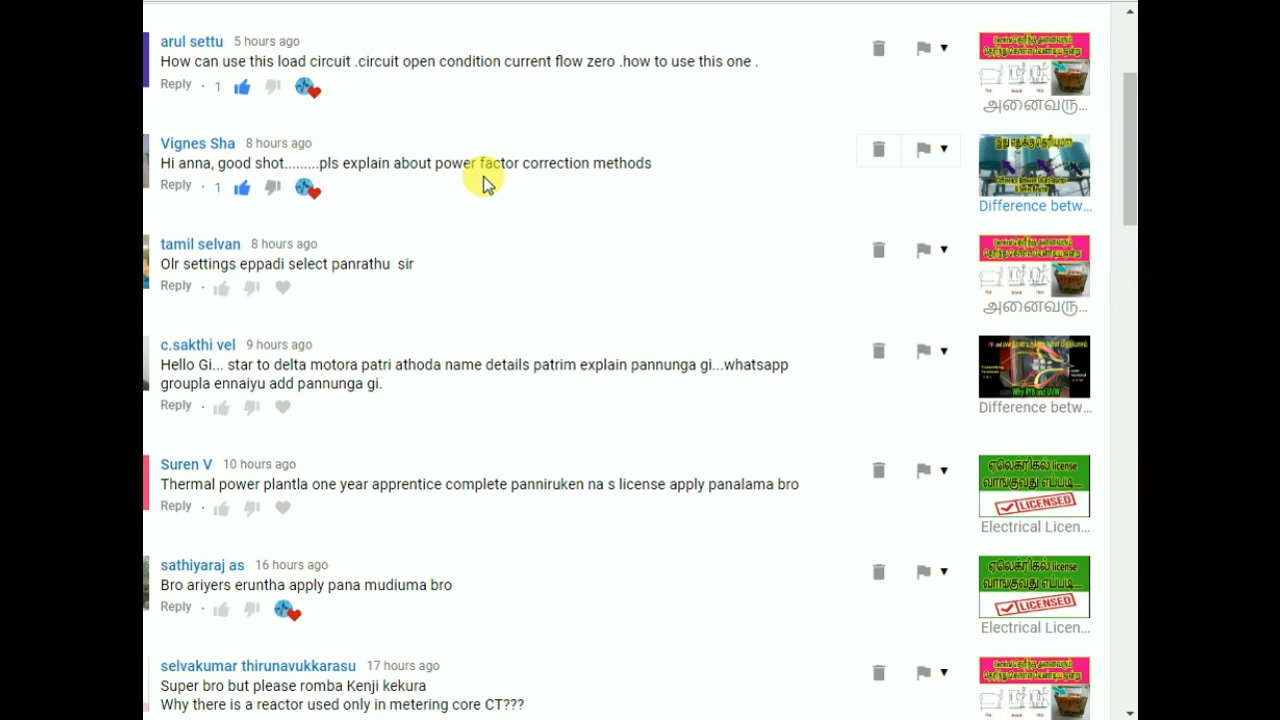 arul settu 5 hours ago
How can use this load circuit .circuit open condition current flow zero .how to use this one .
Reply · 1
அனைவரு...
Vignes Sha 8 hours ago
Hi anna, good shot.........pls explain about power factor correction methods
Reply · 1
இது எதுக்கு தெரியுமா
Difference betw...
tamil selvan 8 hours ago
Olr settings eppadi select panrathu sir
Reply ·
அனைவரு...
c.sakthi vel 9 hours ago
Hello Gi... star to delta motora patri athoda name details patrim explain pannunga gi...whatsapp
groupla ennaiyu add pannunga gi.
Reply ·
Why RYB and UVW
Difference betw...
Suren V 10 hours ago
Thermal power plantla one year apprentice complete panniruken na s license apply panalama bro
Reply ·
ஏலெக்ரிகல் license
வாங்குவது எப்படி....
LICENSED
Electrical Licen...
sathiyaraj as 16 hours ago
Bro ariyers eruntha apply pana mudiuma bro
Reply ·
ஏலெக்ரிகல் license
வாங்குவது எப்படி....
LICENSED
Electrical Licen...
selvakumar thirunavukkarasu 17 hours ago
Super bro but please romba Kenji kekura
Why there is a reactor used only in metering core CT???